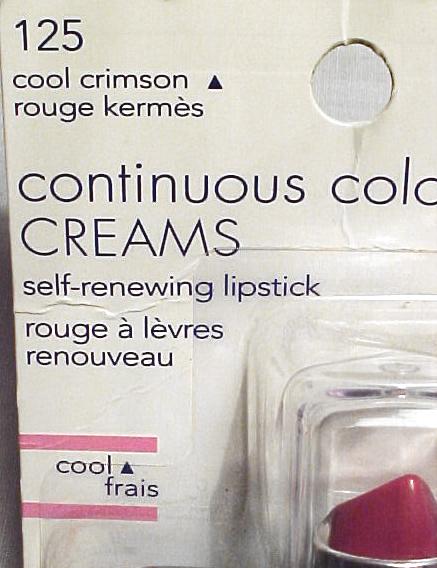 125
cool crimson ▲
rouge kermès
continuous colo
CREAMS
self-renewing lipstick
rouge à lèvres
renouveau
cool ▲
frais